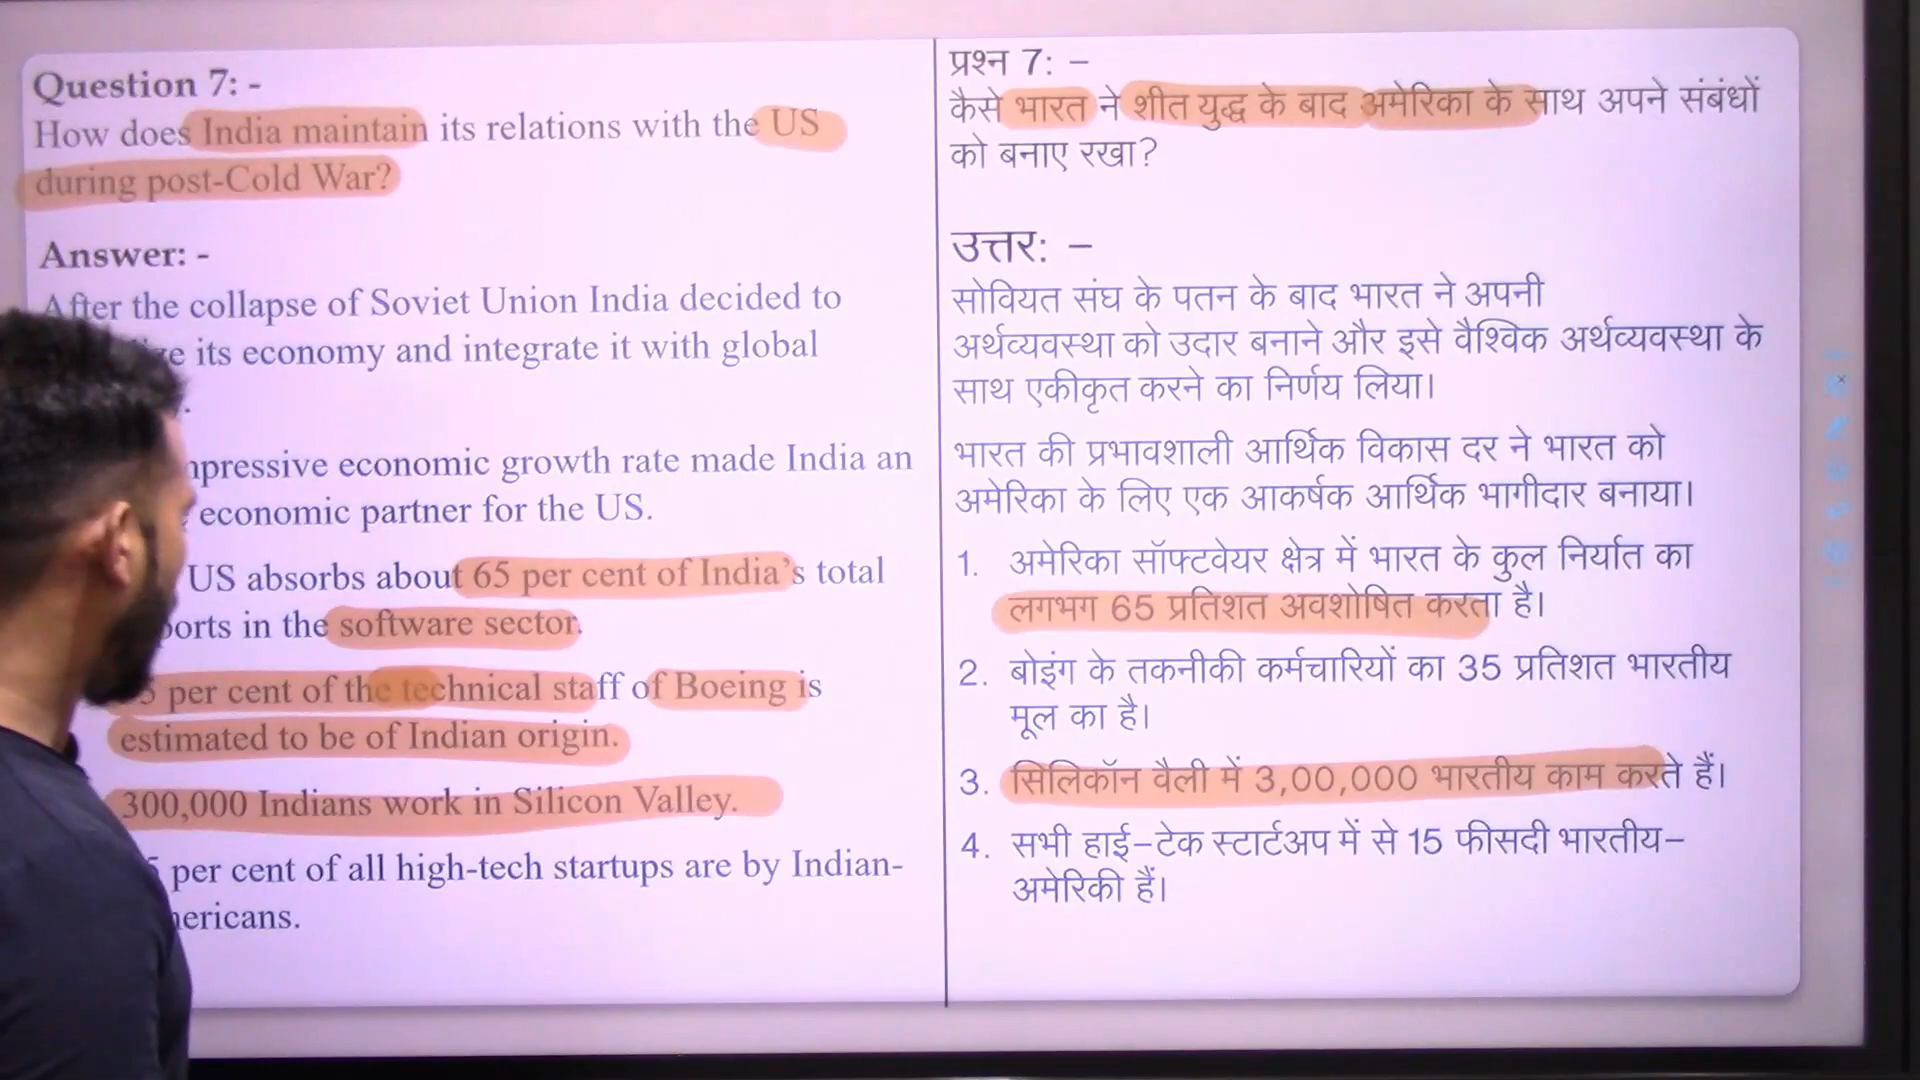 Question 7: -
How does India maintain its relations with the US
during post-Cold War?
Answer: -
After the collapse of Soviet Union India decided to
its economy and integrate it with global
economic growth rate made India an
economic partner for the US.
US absorbs about 65 per cent of India's total
in the software sector.
per cent of the technical staff of Boeing is
estimated to be of Indian origin.
300,000 Indians work in Silicon Valley.
per cent of all high-tech startups are by Indian-
प्रश्न 7: –
कैसे भारत ने शीत युद्ध के बाद अमेरिका के साथ अपने संबंधों
को बनाए रखा?
उत्तर: –
सोवियत संघ के पतन के बाद भारत ने अपनी
अर्थव्यवस्था को उदार बनाने और इसे वैश्विक अर्थव्यवस्था के
साथ एकीकृत करने का निर्णय लिया।
भारत की प्रभावशाली आर्थिक विकास दर ने भारत को
अमेरिका के लिए एक आकर्षक आर्थिक भागीदार बनाया।
1. अमेरिका सॉफ्टवेयर क्षेत्र में भारत के कुल निर्यात का
लगभग 65 प्रतिशत अवशोषित करता है।
2. बोइंग के तकनीकी कर्मचारियों का 35 प्रतिशत भारतीय
मूल का है।
3. सिलिकॉन वैली में 3,00,000 भारतीय काम करते हैं।
4. सभी हाई-टेक स्टार्टअप में से 15 फीसदी भारतीय-
अमेरिकी हैं।